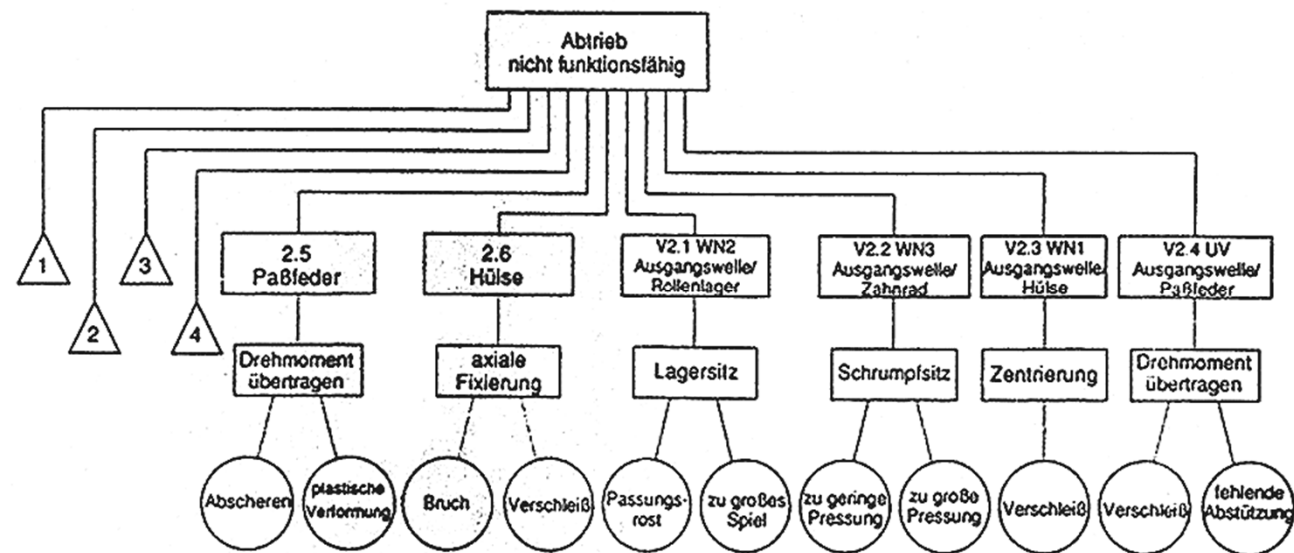 Abtrieb
nicht funktionsfähig
1
2
3
4
2.5
Paßfeder
2.6
Hülse
V2.1 WN2
Ausgangswelle/
Rollenlager
V2.2 WN3
Ausgangswelle/
Zahnrad
V2.3 WN1
Ausgangswelle/
Hülse
V2.4 UV
Ausgangswelle/
Paßfeder
Drehmoment
übertragen
axiale
Fixierung
Lagersitz
Schrumpfsitz
Zentrierung
Drehmoment
übertragen
Abscheren
plastische
Verformung
Bruch
Verschleiß
Passungs-
rost
zu großes
Spiel
zu geringe
Pressung
zu große
Pressung
Verschleiß
Verschleiß
fehlende
Abstützung